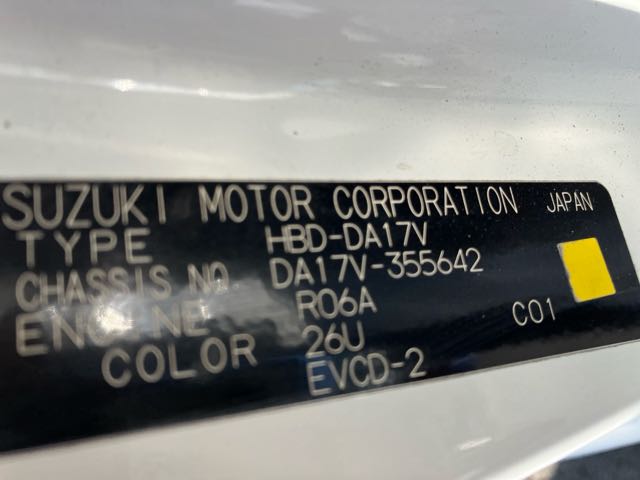 SUZUKI MOTOR CORPORATION JAPAN
TYPE HBD-DA17V
CHASSIS NO. DA17V-355642
ENGINE R06A
COLOR 26U C01
EVCD-2